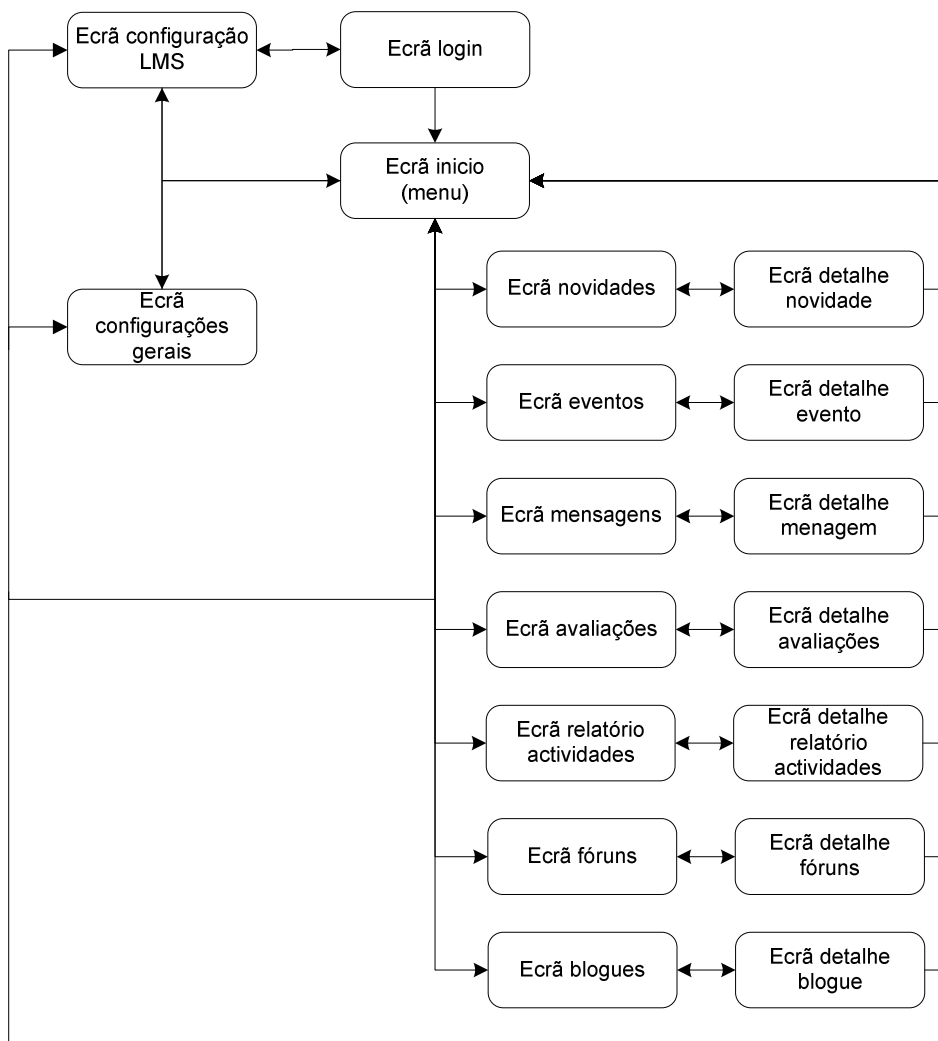 Ecrã configuração
LMS
Ecrã login
Ecrã inicio
(menu)
Ecrã
configurações
gerais
Ecrã novidades
Ecrã detalhe
novidade
Ecrã eventos
Ecrã detalhe
evento
Ecrã mensagens
Ecrã detalhe
menagem
Ecrã avaliações
Ecrã detalhe
avaliações
Ecrã relatório
actividades
Ecrã detalhe
relatório
actividades
Ecrã fóruns
Ecrã detalhe
fóruns
Ecrã blogues
Ecrã detalhe
blogue